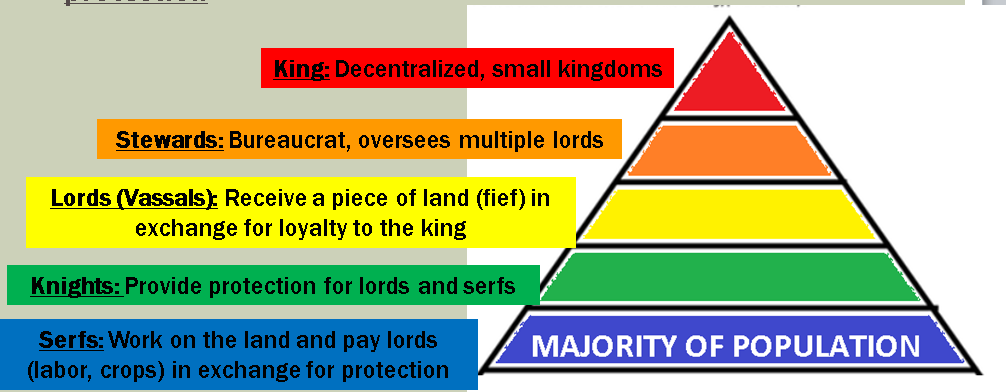 King: Decentralized, small kingdoms
Stewards: Bureaucrat, oversees multiple lords
Lords (Vassals): Receive a piece of land (fief) in
exchange for loyalty to the king
Knights: Provide protection for lords and serfs
Serfs: Work on the land and pay lords
(labor, crops) in exchange for protection
MAJORITY OF POPULATION